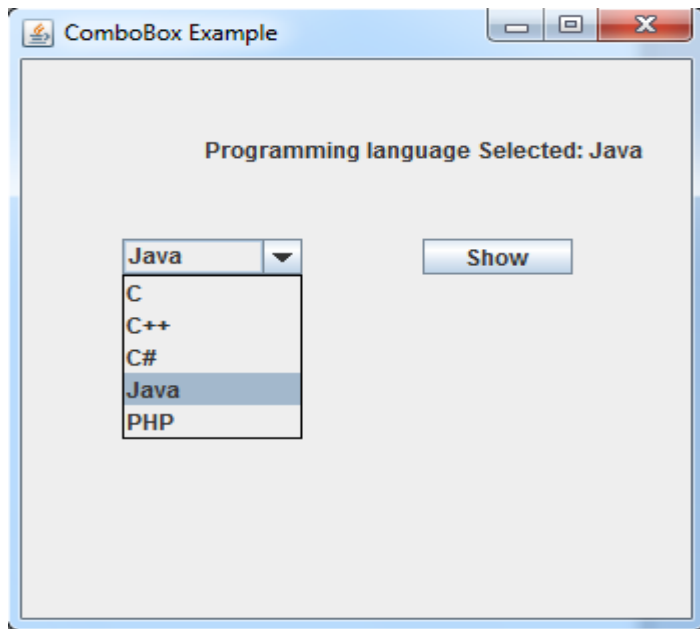 ComboBox Example
Programming language Selected: Java
Java
Show
C
C++
C#
Java
PHP